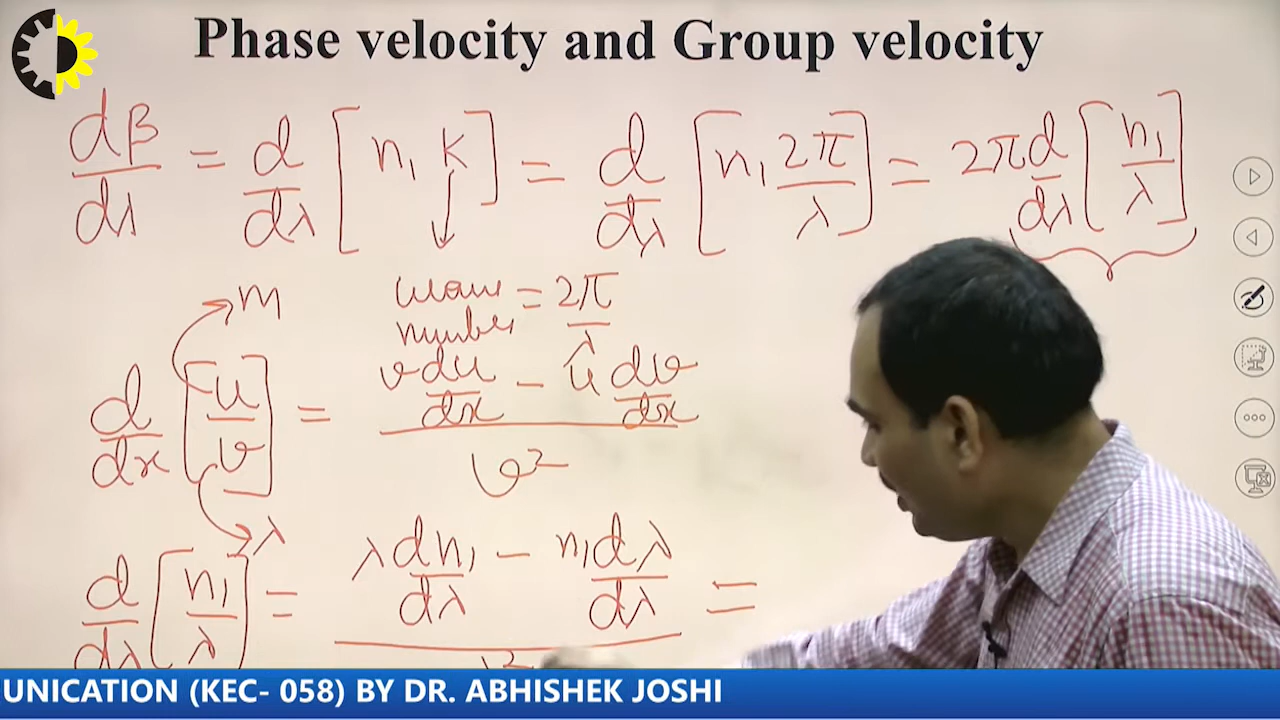 Phase velocity and Group velocity
dβ/dλ = d/dλ [n₁ K] = d/dλ [n₁ 2π/λ] = 2π d/dλ [n₁/λ]
n₁
wave number = 2π/λ
d/dx [u/v] = (v du/dx - u dv/dx) / v²
λ
d/dλ [n₁/λ] = (λ dn₁/dλ - n₁ dλ/dλ) / λ² =
UNICATION (KEC- 058) BY DR. ABHISHEK JOSHI